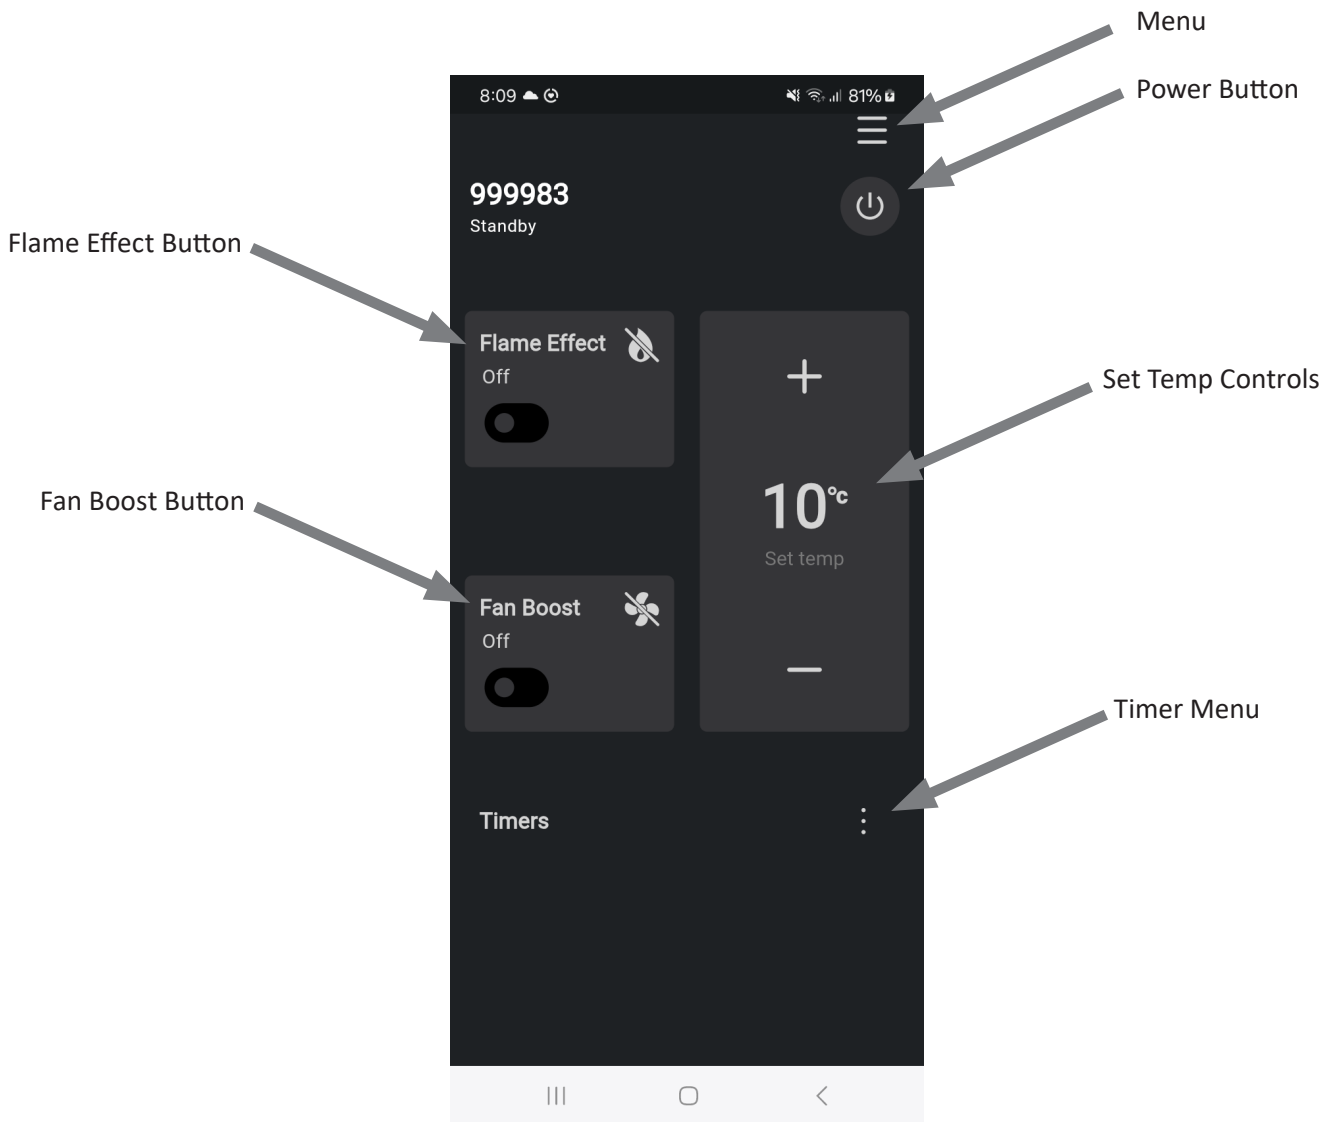 Menu
Power Button
8:09
81%
999983
Standby
Flame Effect Button
Flame Effect
Off
Set Temp Controls
10°c
Set temp
Fan Boost Button
Fan Boost
Off
Timer Menu
Timers